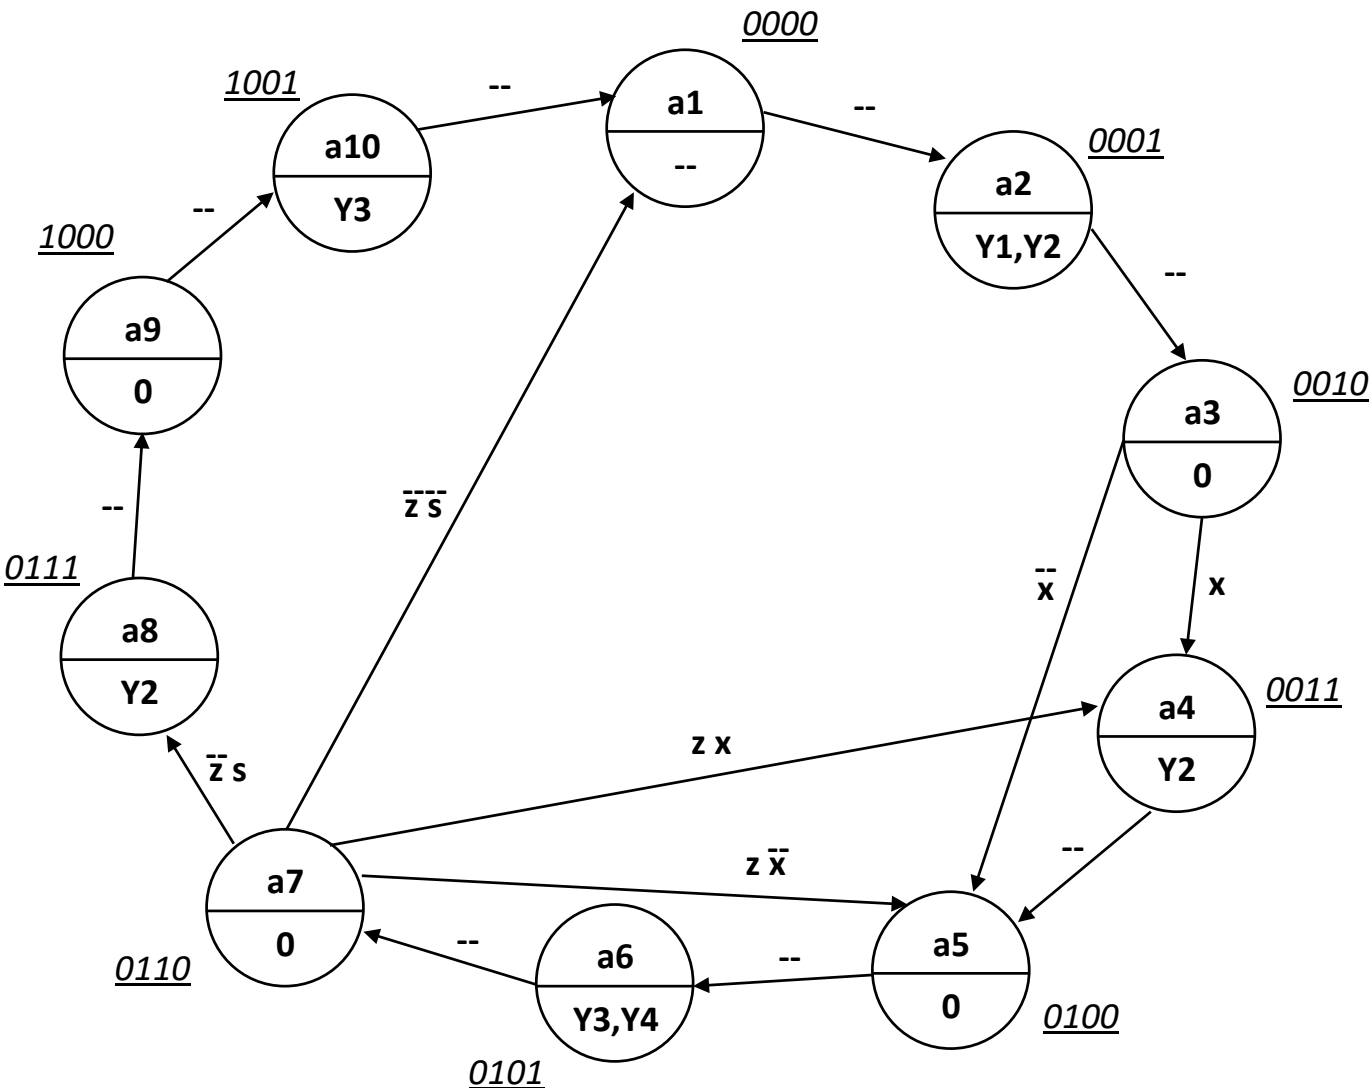 0000
a1
--
--
1001
a10
Y3
--
0001
a2
Y1,Y2
--
1000
a9
0
--
0010
a3
0
--
z̅ s̅
--
x̅
x
0111
a8
Y2
z̅ s
0011
a4
Y2
z x
z x̅
--
a7
0
0110
--
a6
Y3,Y4
0101
--
a5
0
0100